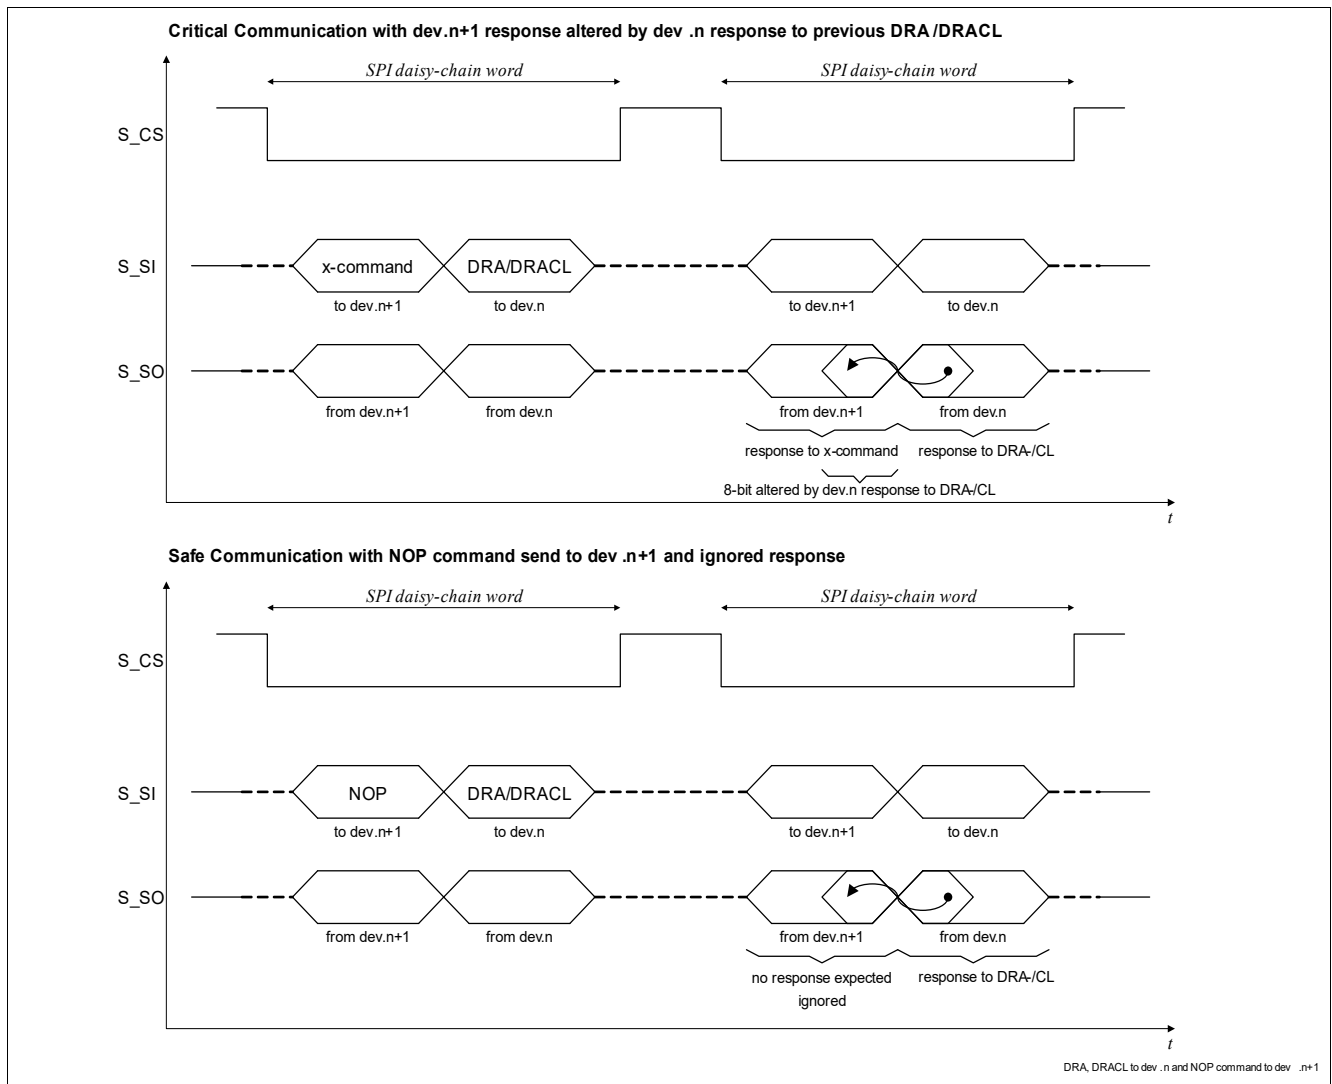 Critical Communication with dev.n+1 response altered by dev .n response to previous DRA/DRACL
SPI daisy-chain word SPI daisy-chain word
S_CS
S_SI x-command DRA/DRACL
to dev.n+1 to dev.n to dev.n+1 to dev.n
S_SO
from dev.n+1 from dev.n from dev.n+1 from dev.n
response to x-command response to DRA-/CL
8-bit altered by dev.n response to DRA-/CL
t
Safe Communication with NOP command send to dev .n+1 and ignored response
SPI daisy-chain word SPI daisy-chain word
S_CS
S_SI NOP DRA/DRACL
to dev.n+1 to dev.n to dev.n+1 to dev.n
S_SO
from dev.n+1 from dev.n from dev.n+1 from dev.n
no response expected response to DRA-/CL
ignored
t
DRA, DRACL to dev .n and NOP command to dev .n+1